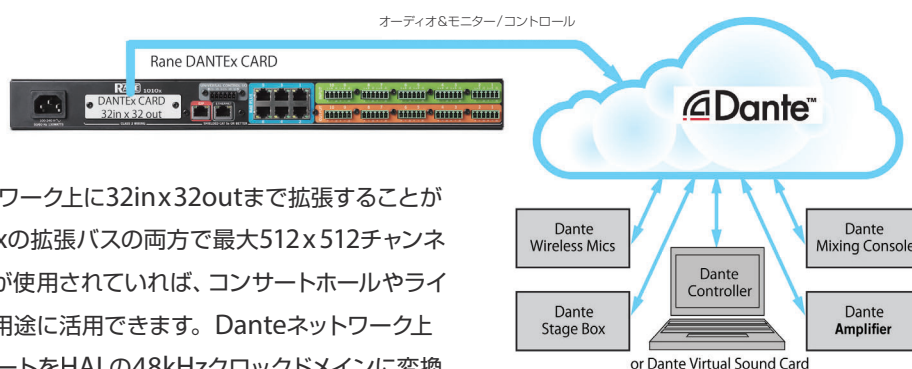 オーディオ&モニター/コントロール
Rane DANTEx CARD
RANE 1010s
DANTEx CARD
32in x 32 out
Dante™
ワーク上に32inx32outまで拡張することが
xの拡張バスの両方で最大512x512チャンネ
が使用されていれば、コンサートホールやライ
用途に活用できます。Danteネットワーク上
ートをHALの48kHzクロックドメインに変換
Dante
Wireless Mics
Dante
Mixing Console
Dante
Controller
Dante
Stage Box
Dante
Amplifier
or Dante Virtual Sound Card